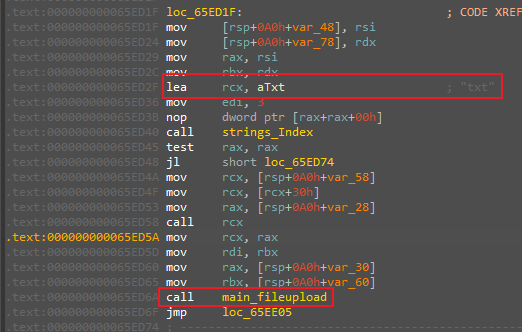 .text:000000000065ED1F loc_65ED1F: ; CODE XREF
.text:000000000065ED1F mov [rsp+0A0h+var_48], rsi
.text:000000000065ED24 mov [rsp+0A0h+var_78], rdx
.text:000000000065ED29 mov rax, rsi
.text:000000000065ED2C mov rbx, rdx
.text:000000000065ED2F lea rcx, aTxt ; "txt"
.text:000000000065ED36 mov edi, 3
.text:000000000065ED3B nop dword ptr [rax+rax+00h]
.text:000000000065ED40 call strings_Index
.text:000000000065ED45 test rax, rax
.text:000000000065ED48 jl short loc_65ED74
.text:000000000065ED4A mov rcx, [rsp+0A0h+var_58]
.text:000000000065ED4F mov rcx, [rcx+30h]
.text:000000000065ED53 mov rax, [rsp+0A0h+var_28]
.text:000000000065ED58 call rcx
.text:000000000065ED5A mov rcx, rax
.text:000000000065ED5D mov rdi, rbx
.text:000000000065ED60 mov rax, [rsp+0A0h+var_30]
.text:000000000065ED65 mov rbx, [rsp+0A0h+var_60]
.text:000000000065ED6A call main_fileupload
.text:000000000065ED6F jmp loc_65EE05
.text:000000000065ED74